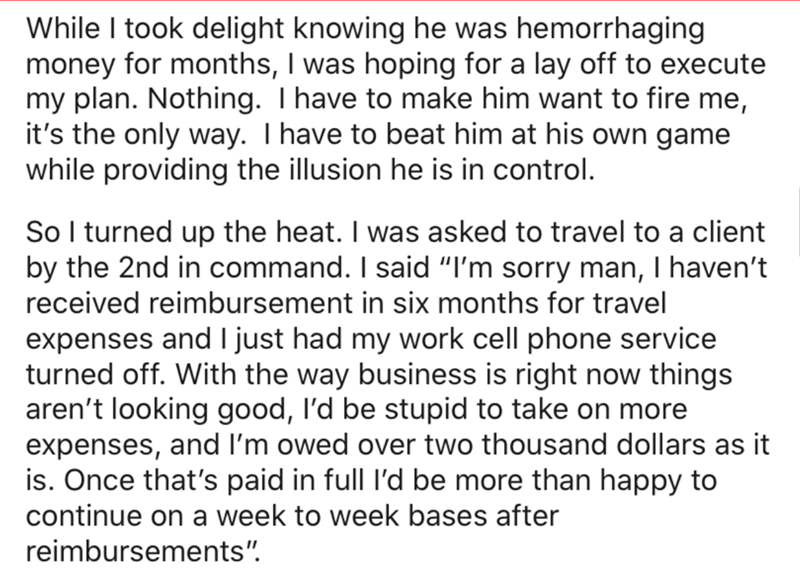 While I took delight knowing he was hemorrhaging
money for months, I was hoping for a lay off to execute
my plan. Nothing.  I have to make him want to fire me,
it’s the only way.  I have to beat him at his own game
while providing the illusion he is in control.
So I turned up the heat. I was asked to travel to a client
by the 2nd in command. I said “I’m sorry man, I haven’t
received reimbursement in six months for travel
expenses and I just had my work cell phone service
turned off. With the way business is right now things
aren’t looking good, I’d be stupid to take on more
expenses, and I’m owed over two thousand dollars as it
is. Once that’s paid in full I’d be more than happy to
continue on a week to week bases after
reimbursements”.